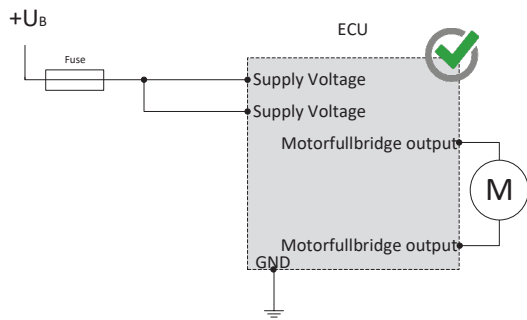 +UB
ECU
Fuse
Supply Voltage
Supply Voltage
Motorfullbridge output
M
Motorfullbridge output
GND